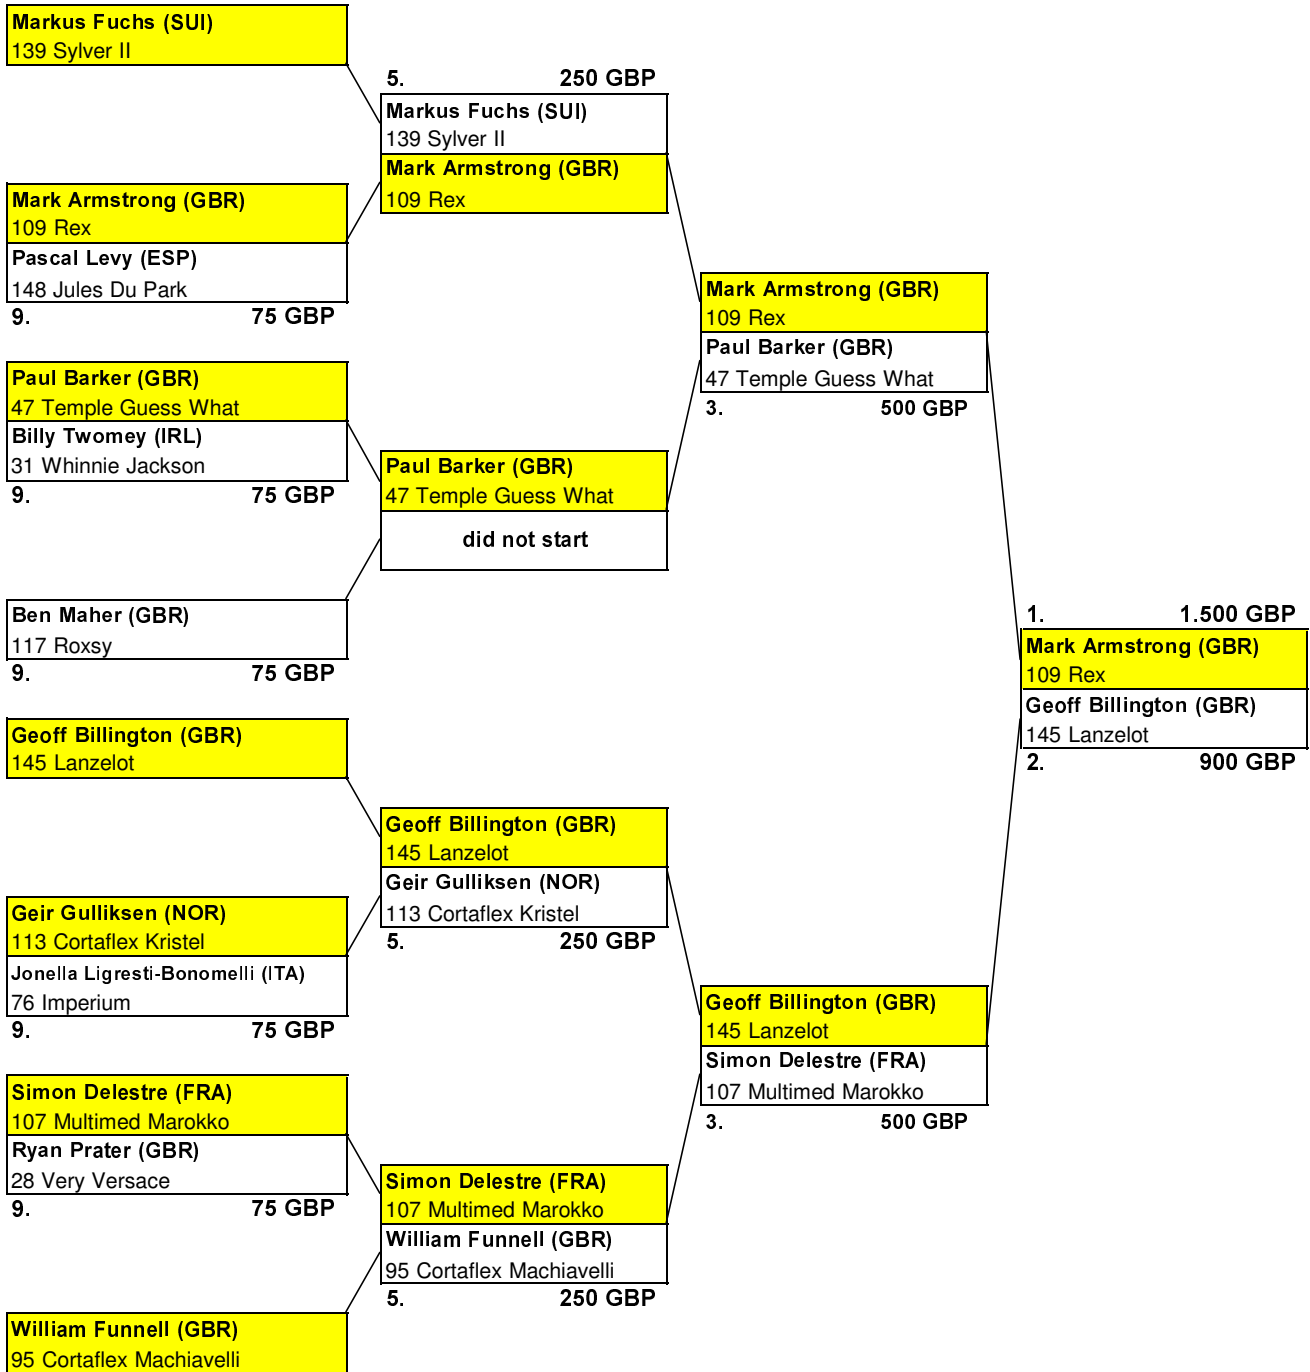 Markus Fuchs (SUI)
139 Sylver II
Mark Armstrong (GBR)
109 Rex
Pascal Levy (ESP)
148 Jules Du Park
9. 75 GBP
Paul Barker (GBR)
47 Temple Guess What
Billy Twomey (IRL)
31 Whinnie Jackson
9. 75 GBP
Ben Maher (GBR)
117 Roxsy
9. 75 GBP
Geoff Billington (GBR)
145 Lanzelot
Geir Gulliksen (NOR)
113 Cortaflex Kristel
Jonella Ligresti-Bonomelli (ITA)
76 Imperium
9. 75 GBP
Simon Delestre (FRA)
107 Multimed Marokko
Ryan Prater (GBR)
28 Very Versace
9. 75 GBP
William Funnell (GBR)
95 Cortaflex Machiavelli
5. 250 GBP
Markus Fuchs (SUI)
139 Sylver II
Mark Armstrong (GBR)
109 Rex
Paul Barker (GBR)
47 Temple Guess What
did not start
Geoff Billington (GBR)
145 Lanzelot
Geir Gulliksen (NOR)
113 Cortaflex Kristel
5. 250 GBP
Simon Delestre (FRA)
107 Multimed Marokko
William Funnell (GBR)
95 Cortaflex Machiavelli
5. 250 GBP
Mark Armstrong (GBR)
109 Rex
Paul Barker (GBR)
47 Temple Guess What
3. 500 GBP
Geoff Billington (GBR)
145 Lanzelot
Simon Delestre (FRA)
107 Multimed Marokko
3. 500 GBP
1. 1.500 GBP
Mark Armstrong (GBR)
109 Rex
Geoff Billington (GBR)
145 Lanzelot
2. 900 GBP